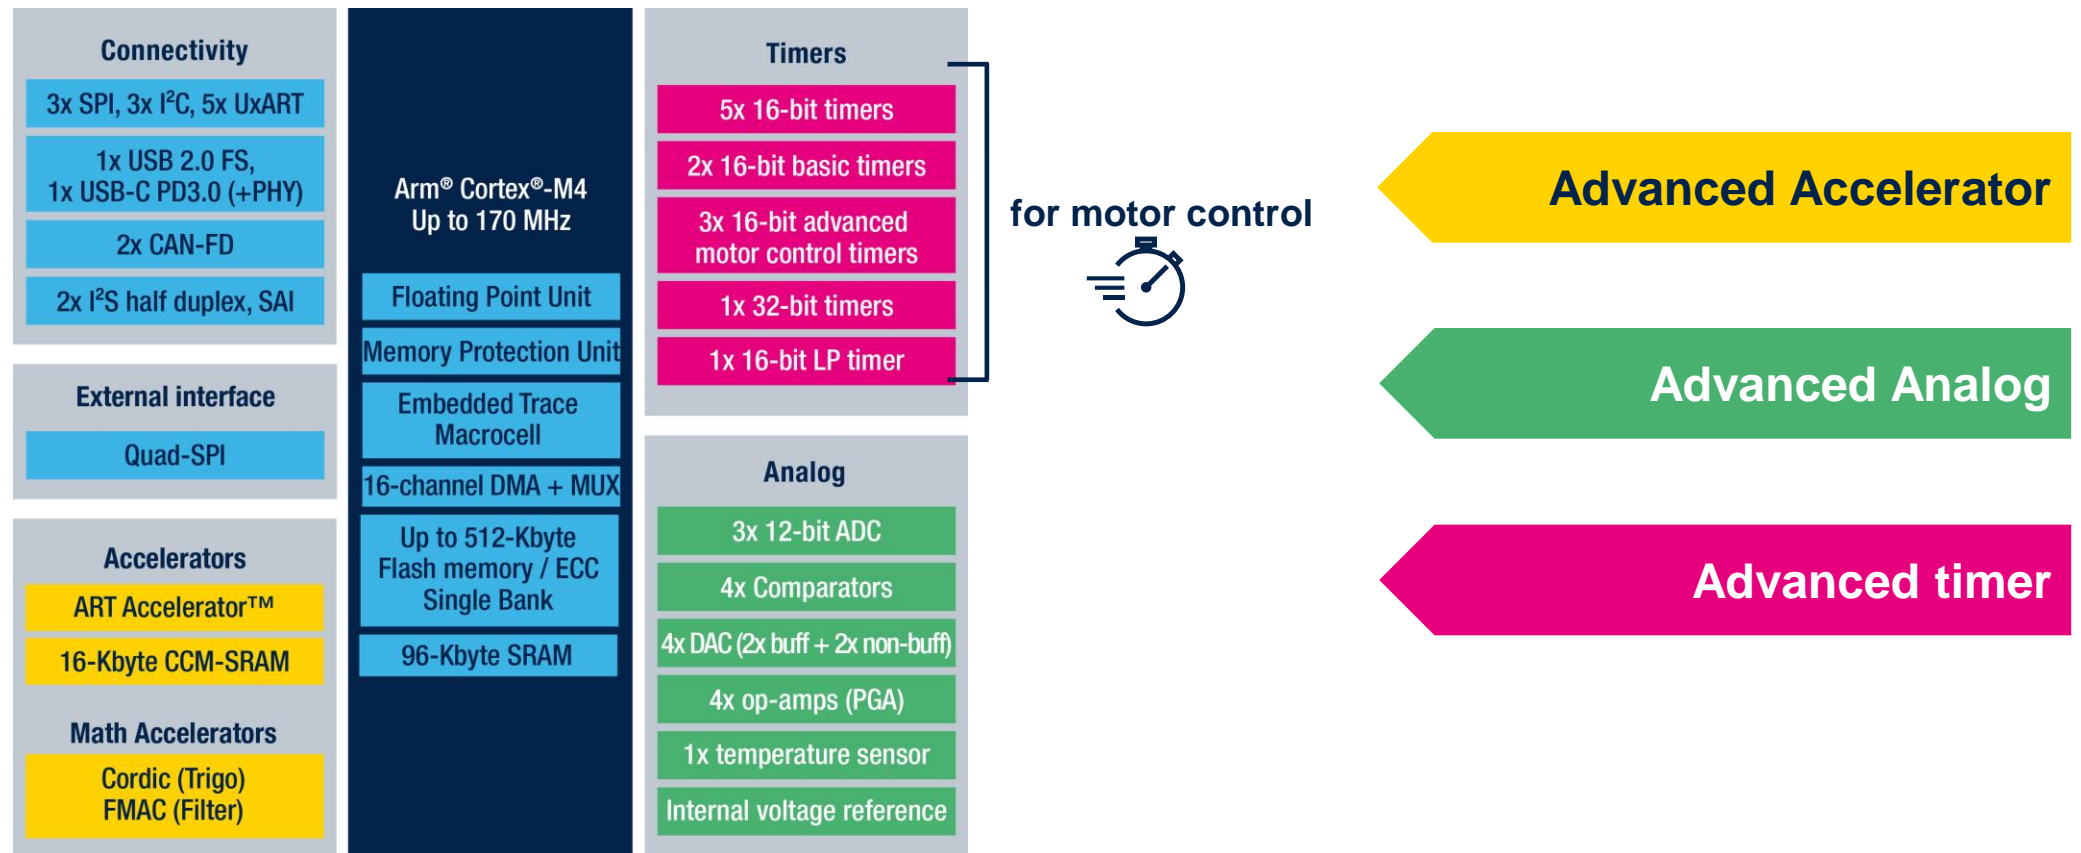 Connectivity
3x SPI, 3x I²C, 5x UxART
1x USB 2.0 FS,
1x USB-C PD3.0 (+PHY)
2x CAN-FD
2x I²S half duplex, SAI
External interface
Quad-SPI
Accelerators
ART Accelerator™
16-Kbyte CCM-SRAM
Math Accelerators
Cordic (Trigo)
FMAC (Filter)
Arm® Cortex®-M4
Up to 170 MHz
Floating Point Unit
Memory Protection Unit
Embedded Trace
Macrocell
16-channel DMA + MUX
Up to 512-Kbyte
Flash memory / ECC
Single Bank
96-Kbyte SRAM
Timers
5x 16-bit timers
2x 16-bit basic timers
3x 16-bit advanced
motor control timers
1x 32-bit timers
1x 16-bit LP timer
Analog
3x 12-bit ADC
4x Comparators
4x DAC (2x buff + 2x non-buff)
4x op-amps (PGA)
1x temperature sensor
Internal voltage reference
for motor control
Advanced Accelerator
Advanced Analog
Advanced timer